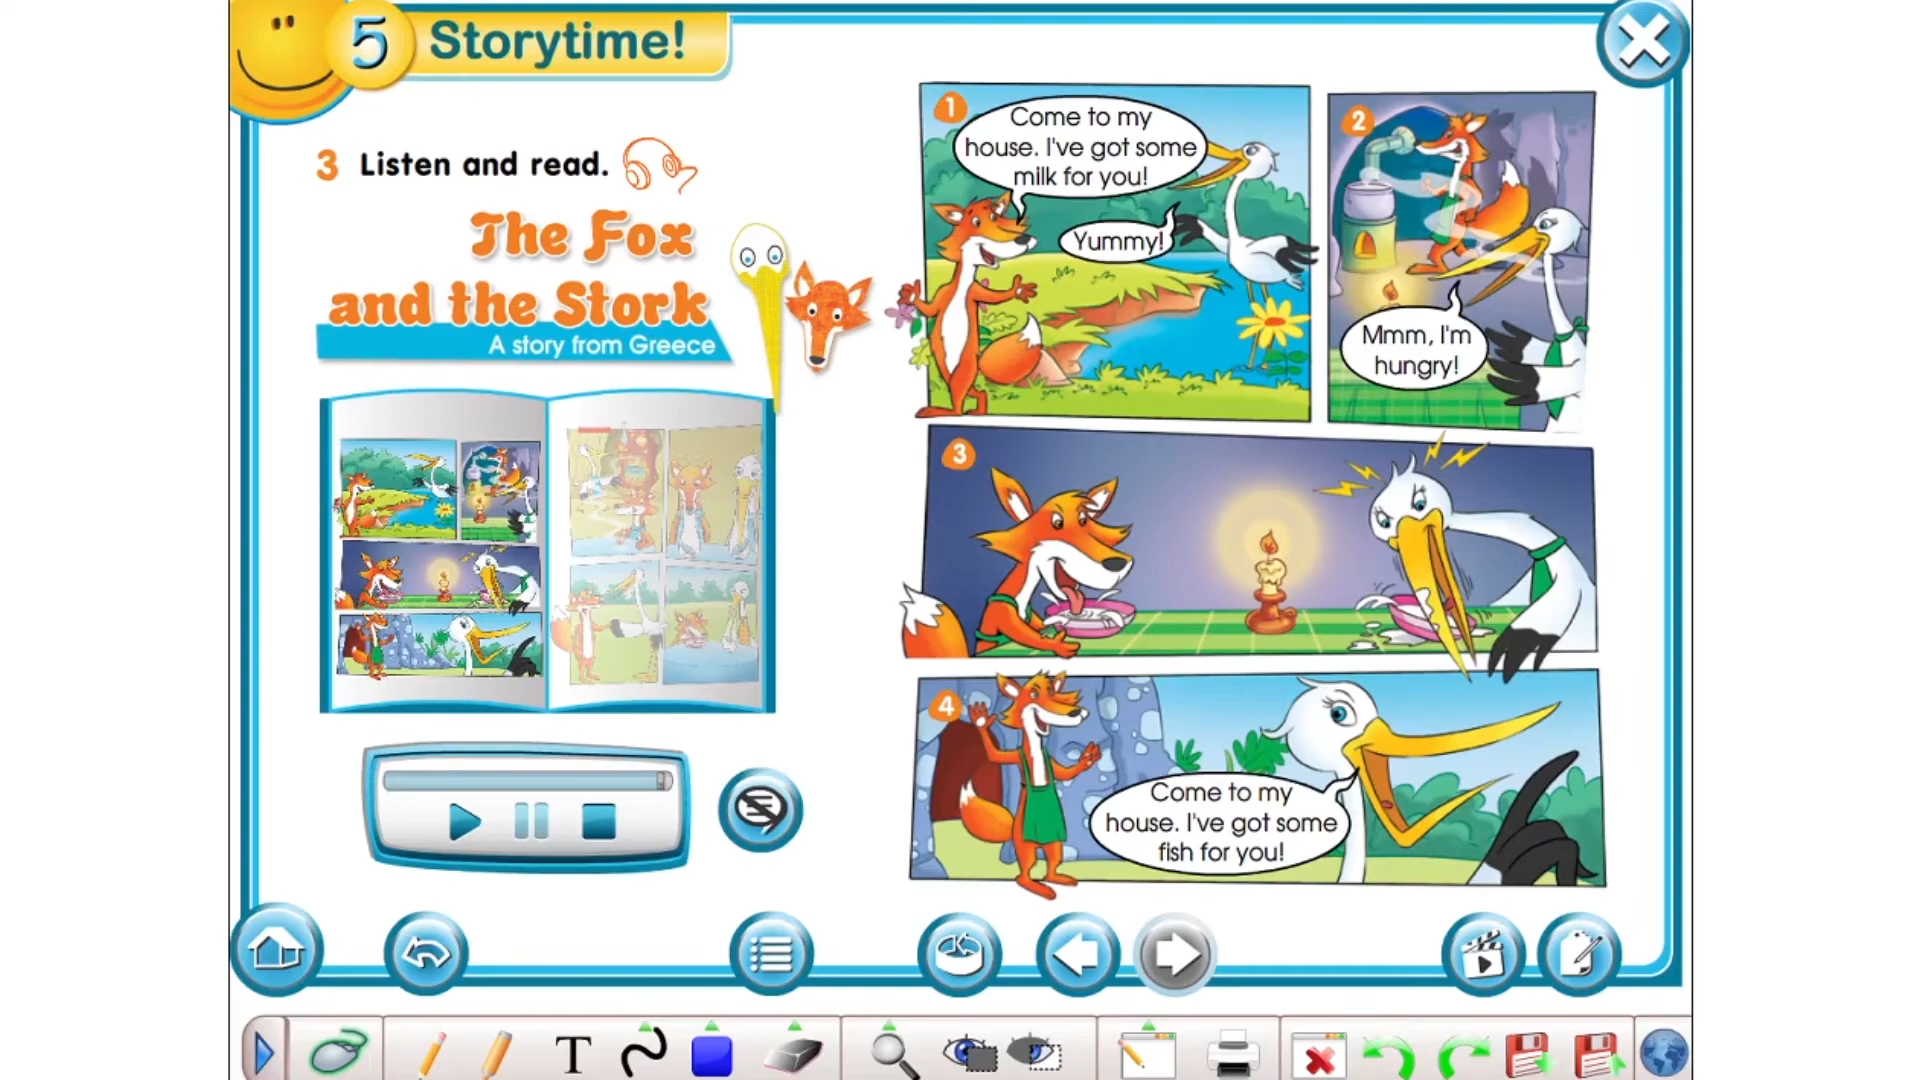 5 Storytime!
3 Listen and read.
The Fox
and the Stork
A story from Greece
1
Come to my
house. I've got some
milk for you!
Yummy!
2
Mmm, I'm
hungry!
3
4
Come to my
house. I've got some
fish for you!
T